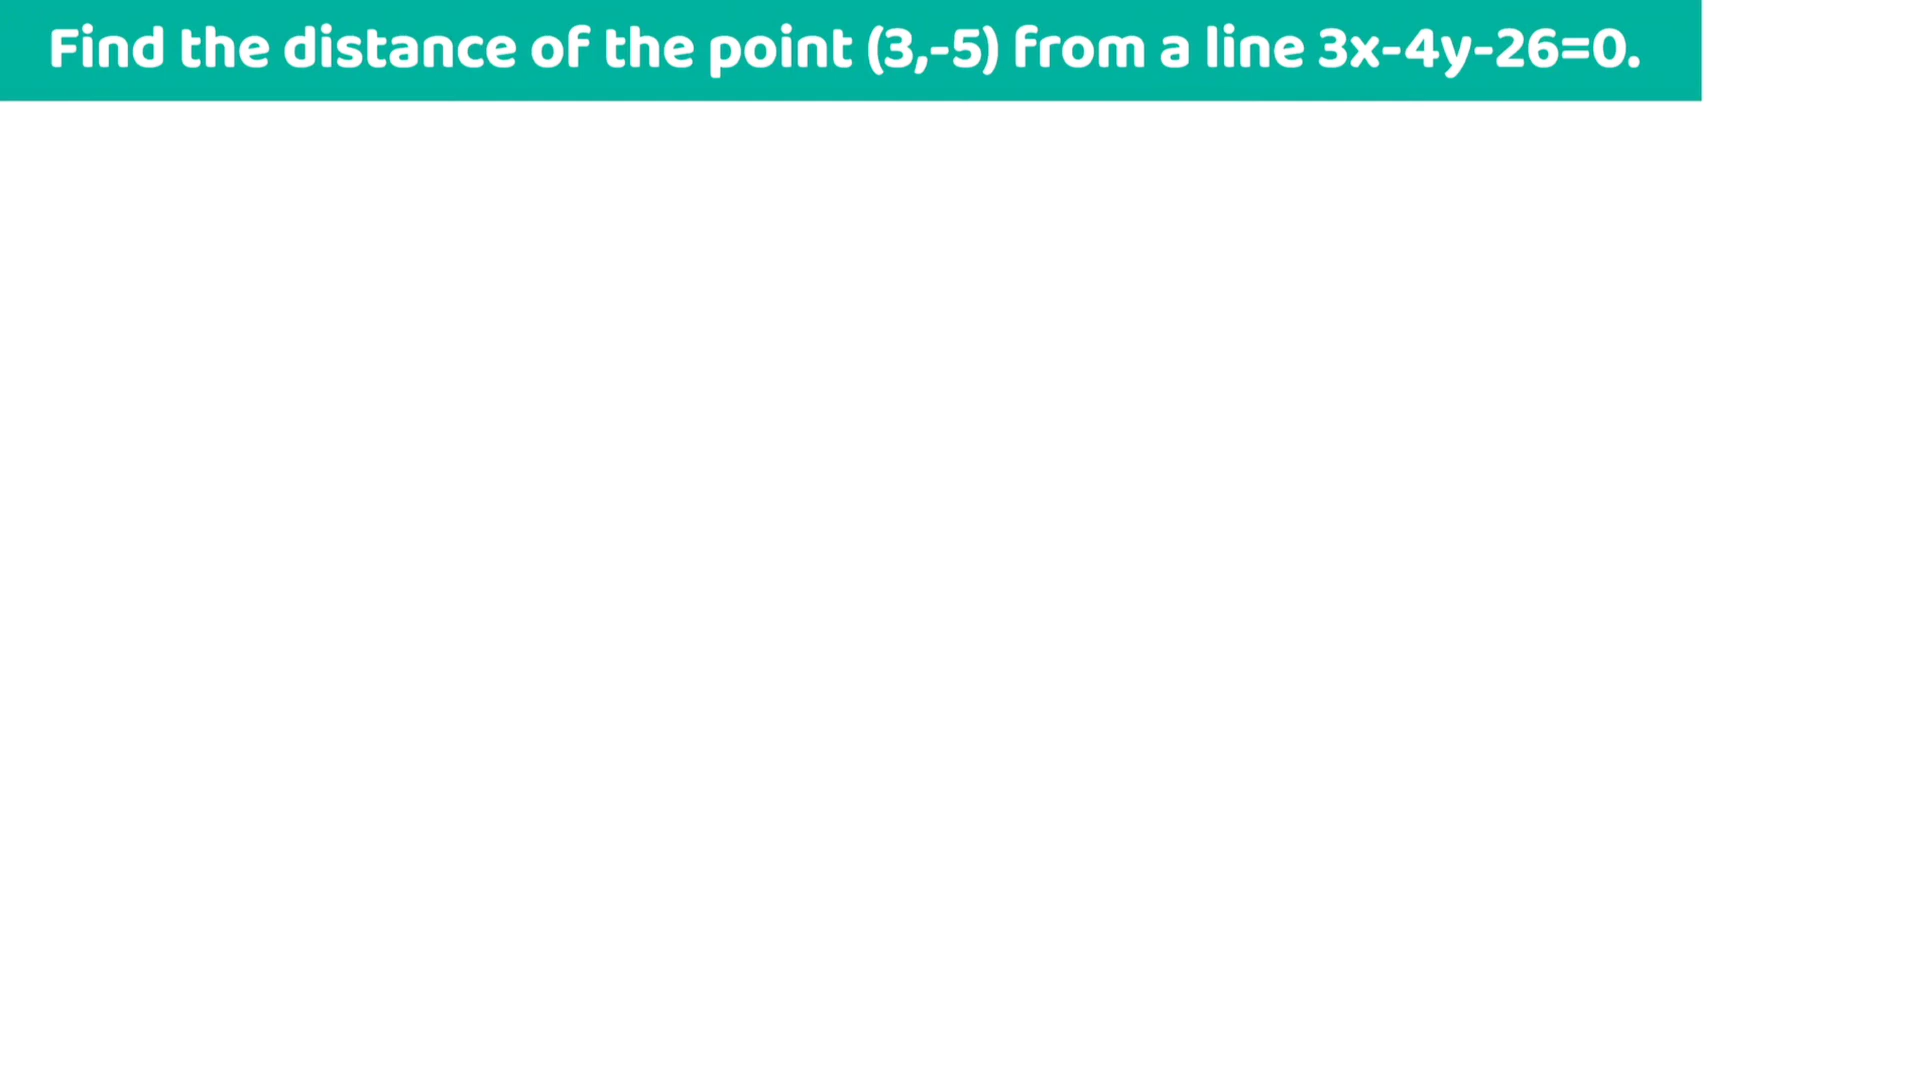 Find the distance of the point (3,-5) from a line 3x-4y-26=0.